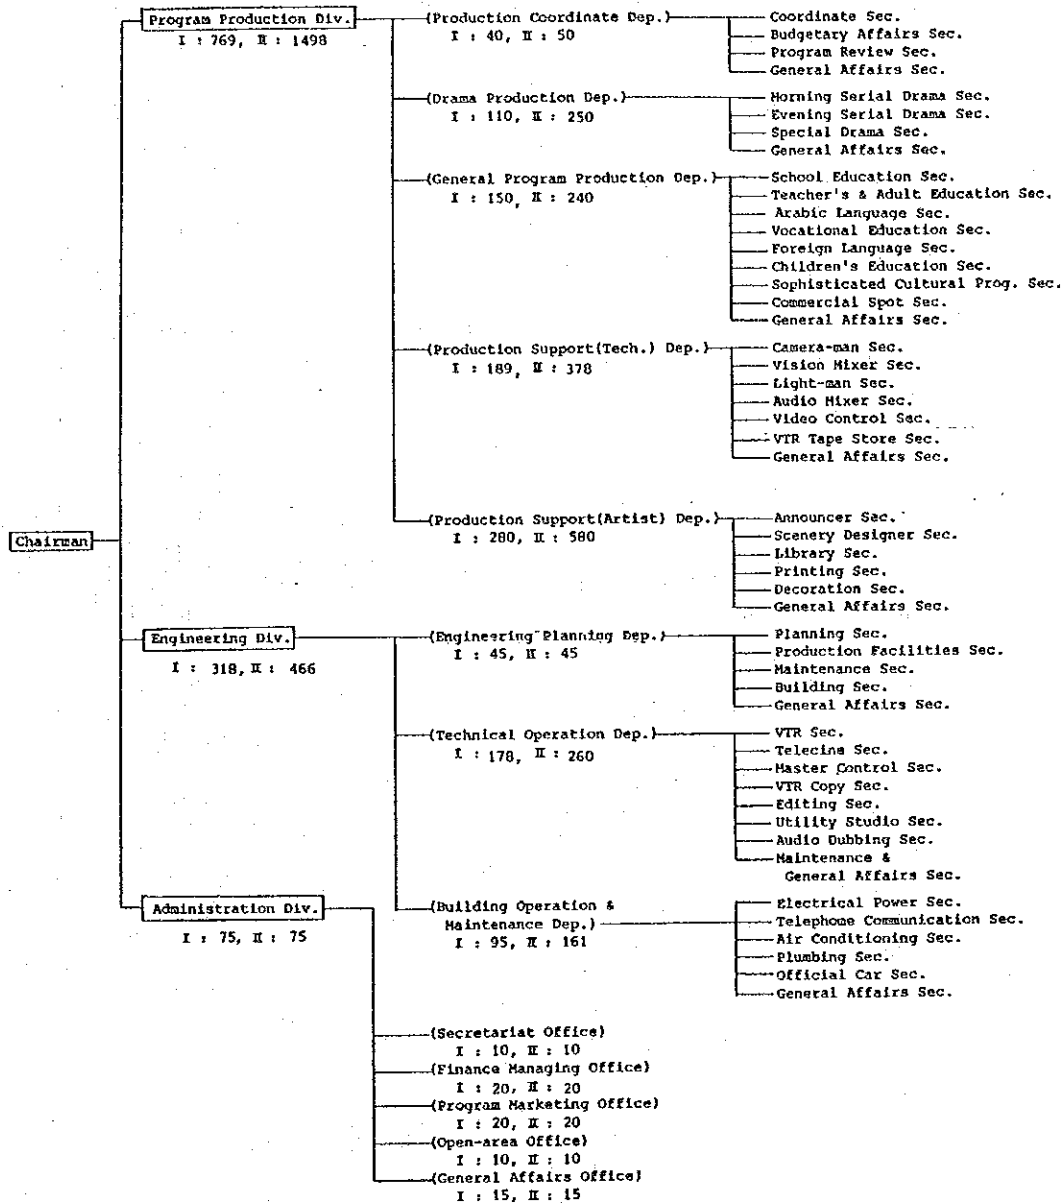 Chairman
Program Production Div.
I : 769, II : 1498
(Production Coordinate Dep.)
I : 40, II : 50
Coordinate Sec.
Budgetary Affairs Sec.
Program Review Sec.
General Affairs Sec.
(Drama Production Dep.)
I : 110, II : 250
Morning Serial Drama Sec.
Evening Serial Drama Sec.
Special Drama Sec.
General Affairs Sec.
(General Program Production Dep.)
I : 150, II : 240
School Education Sec.
Teacher's & Adult Education Sec.
Arabic Language Sec.
Vocational Education Sec.
Foreign Language Sec.
Children's Education Sec.
Sophisticated Cultural Prog. Sec.
Commercial Spot Sec.
General Affairs Sec.
(Production Support(Tech.) Dep.)
I : 189, II : 378
Camera-man Sec.
Vision Mixer Sec.
Light-man Sec.
Audio Mixer Sec.
Video Control Sec.
VTR Tape Store Sec.
General Affairs Sec.
(Production Support(Artist) Dep.)
I : 280, II : 580
Announcer Sec.
Scenery Designer Sec.
Library Sec.
Printing Sec.
Decoration Sec.
General Affairs Sec.
Engineering Div.
I : 318, II : 466
(Engineering Planning Dep.)
I : 45, II : 45
Planning Sec.
Production Facilities Sec.
Maintenance Sec.
Building Sec.
General Affairs Sec.
(Technical Operation Dep.)
I : 178, II : 260
VTR Sec.
Telecine Sec.
Master Control Sec.
VTR Copy Sec.
Editing Sec.
Utility Studio Sec.
Audio Dubbing Sec.
Maintenance &
General Affairs Sec.
(Building Operation &
Maintenance Dep.)
I : 95, II : 161
Electrical Power Sec.
Telephone Communication Sec.
Air Conditioning Sec.
Plumbing Sec.
Official Car Sec.
General Affairs Sec.
Administration Div.
I : 75, II : 75
(Secretariat Office)
I : 10, II : 10
(Finance Managing Office)
I : 20, II : 20
(Program Marketing Office)
I : 20, II : 20
(Open-area Office)
I : 10, II : 10
(General Affairs Office)
I : 15, II : 15